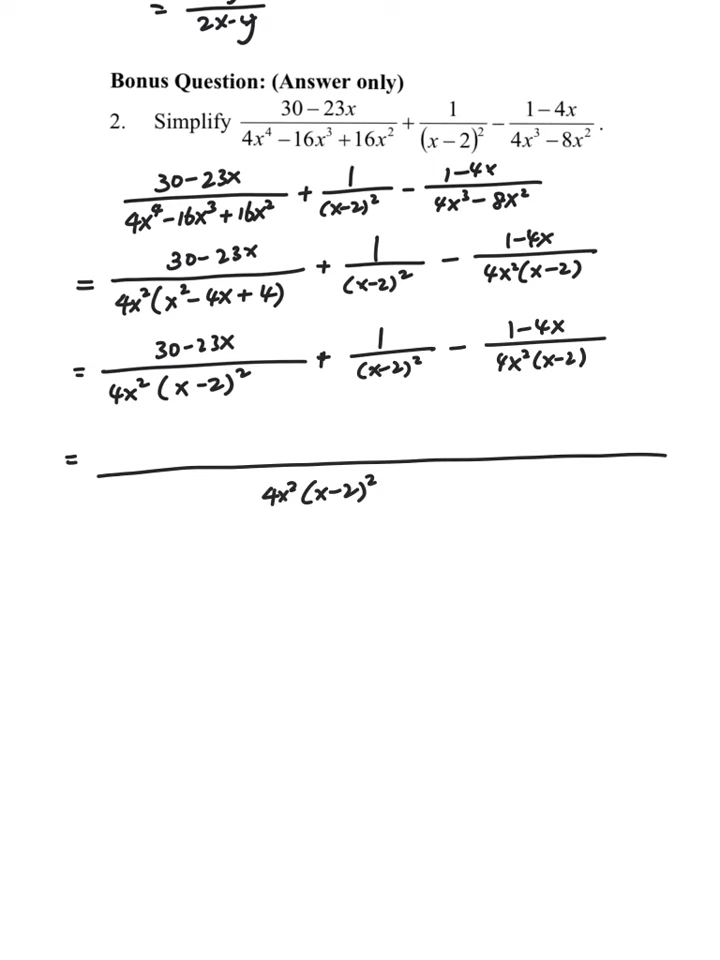 = 2x-y
Bonus Question: (Answer only)
2. Simplify (30 − 23x)/(4x⁴ − 16x³ + 16x²) + 1/(x − 2)² − (1 − 4x)/(4x³ − 8x²) .
(30-23x)/(4x⁴-16x³+16x²) + 1/(x-2)² - (1-4x)/(4x³-8x²)
= (30-23x)/(4x²(x²-4x+4)) + 1/(x-2)² - (1-4x)/(4x²(x-2))
= (30-23x)/(4x²(x-2)²) + 1/(x-2)² - (1-4x)/(4x²(x-2))
= /(4x²(x-2)²)